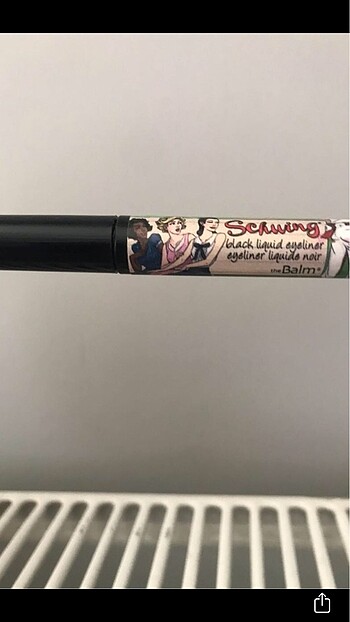 Schwing
black liquid eyeliner
eyeliner liquide noir
theBalm®